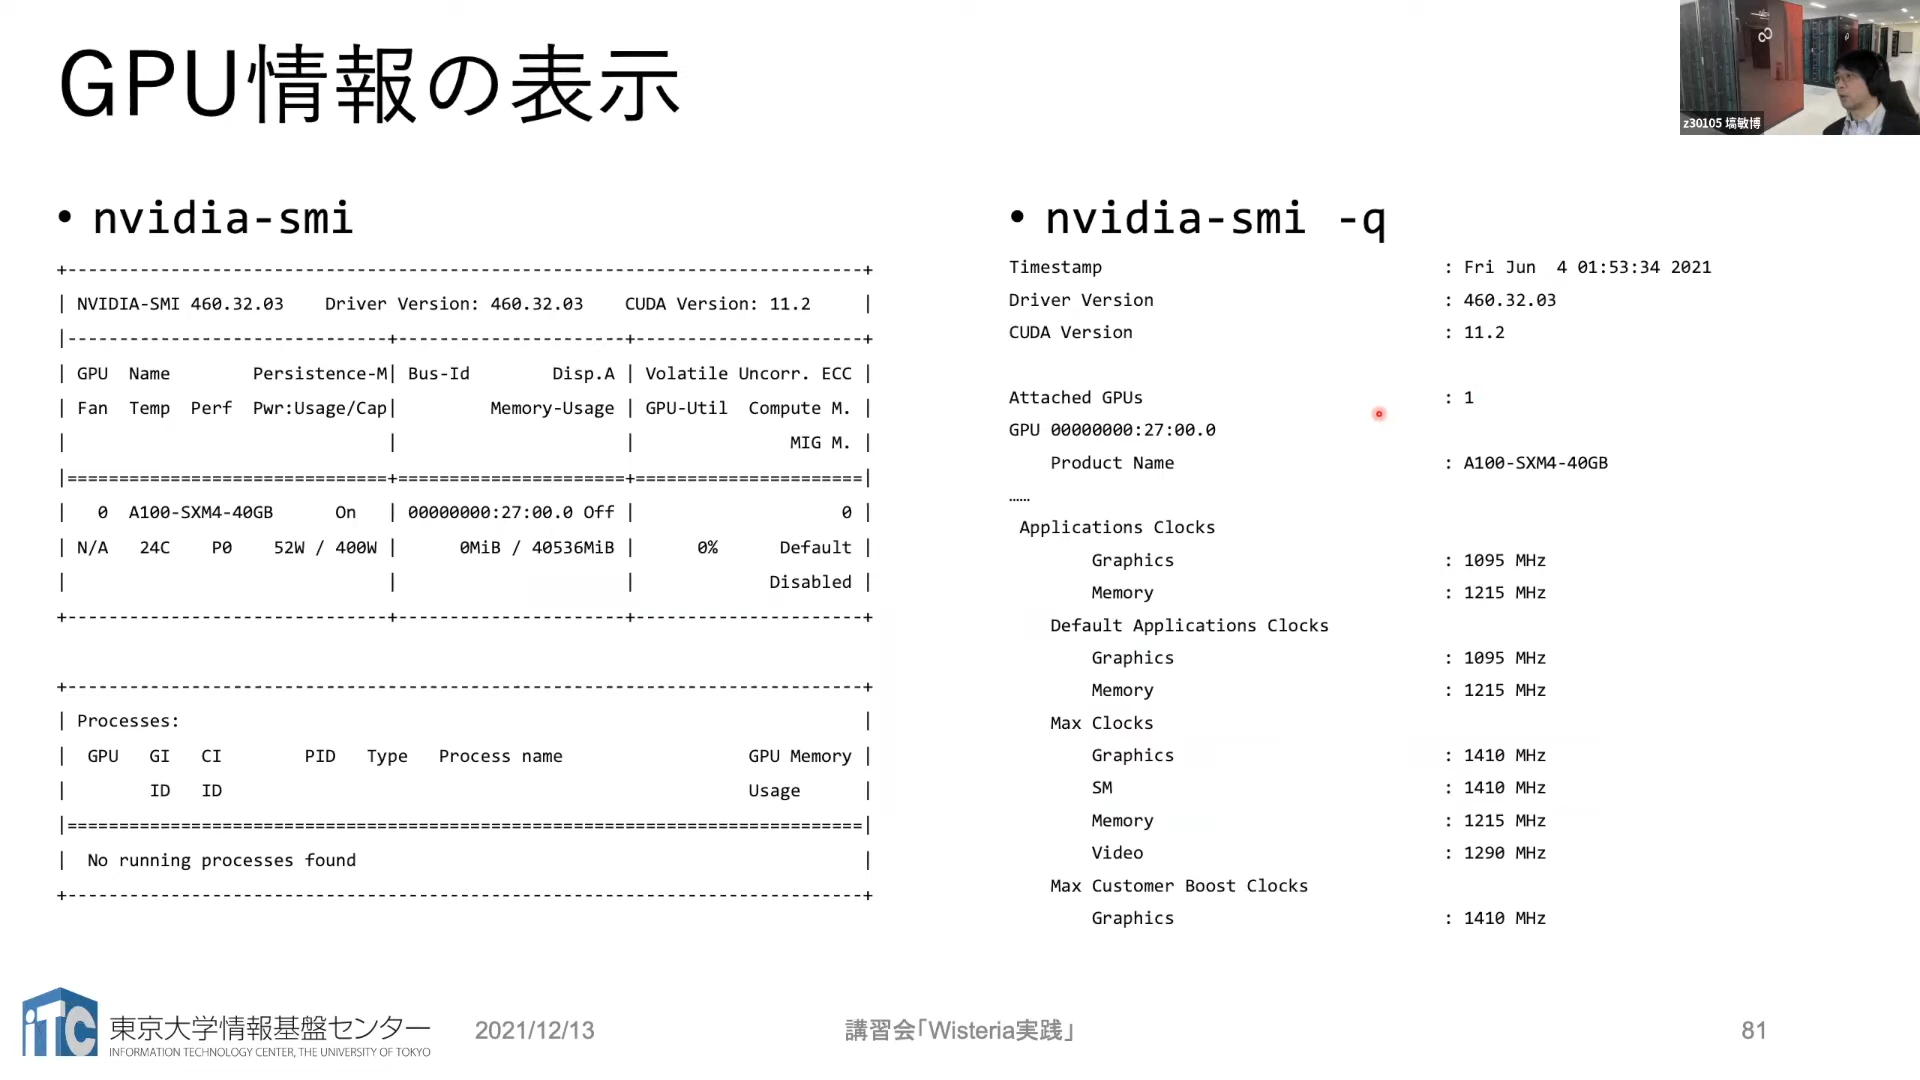 GPU情報の表示
z30105 塙敏博
• nvidia-smi
+-----------------------------------------------------------------------------+
| NVIDIA-SMI 460.32.03    Driver Version: 460.32.03    CUDA Version: 11.2     |
|-------------------------------+----------------------+----------------------+
| GPU  Name        Persistence-M| Bus-Id        Disp.A | Volatile Uncorr. ECC |
| Fan  Temp  Perf  Pwr:Usage/Cap|         Memory-Usage | GPU-Util  Compute M. |
|                               |                      |               MIG M. |
|===============================+======================+======================|
|   0  A100-SXM4-40GB      On   | 00000000:27:00.0 Off |                    0 |
| N/A   24C    P0    52W / 400W |      0MiB / 40536MiB |      0%      Default |
|                               |                      |             Disabled |
+-------------------------------+----------------------+----------------------+
+-----------------------------------------------------------------------------+
| Processes:                                                                  |
|  GPU   GI   CI        PID   Type   Process name                  GPU Memory |
|        ID   ID                                                   Usage      |
|=============================================================================|
|  No running processes found                                                 |
+-----------------------------------------------------------------------------+
• nvidia-smi -q
Timestamp                                 : Fri Jun  4 01:53:34 2021
Driver Version                            : 460.32.03
CUDA Version                              : 11.2
Attached GPUs                             : 1
GPU 00000000:27:00.0
    Product Name                          : A100-SXM4-40GB
……
 Applications Clocks
        Graphics                          : 1095 MHz
        Memory                            : 1215 MHz
    Default Applications Clocks
        Graphics                          : 1095 MHz
        Memory                            : 1215 MHz
    Max Clocks
        Graphics                          : 1410 MHz
        SM                                : 1410 MHz
        Memory                            : 1215 MHz
        Video                             : 1290 MHz
    Max Customer Boost Clocks
        Graphics                          : 1410 MHz
iTC 東京大学情報基盤センター
INFORMATION TECHNOLOGY CENTER, THE UNIVERSITY OF TOKYO
2021/12/13
講習会「Wisteria実践」
81